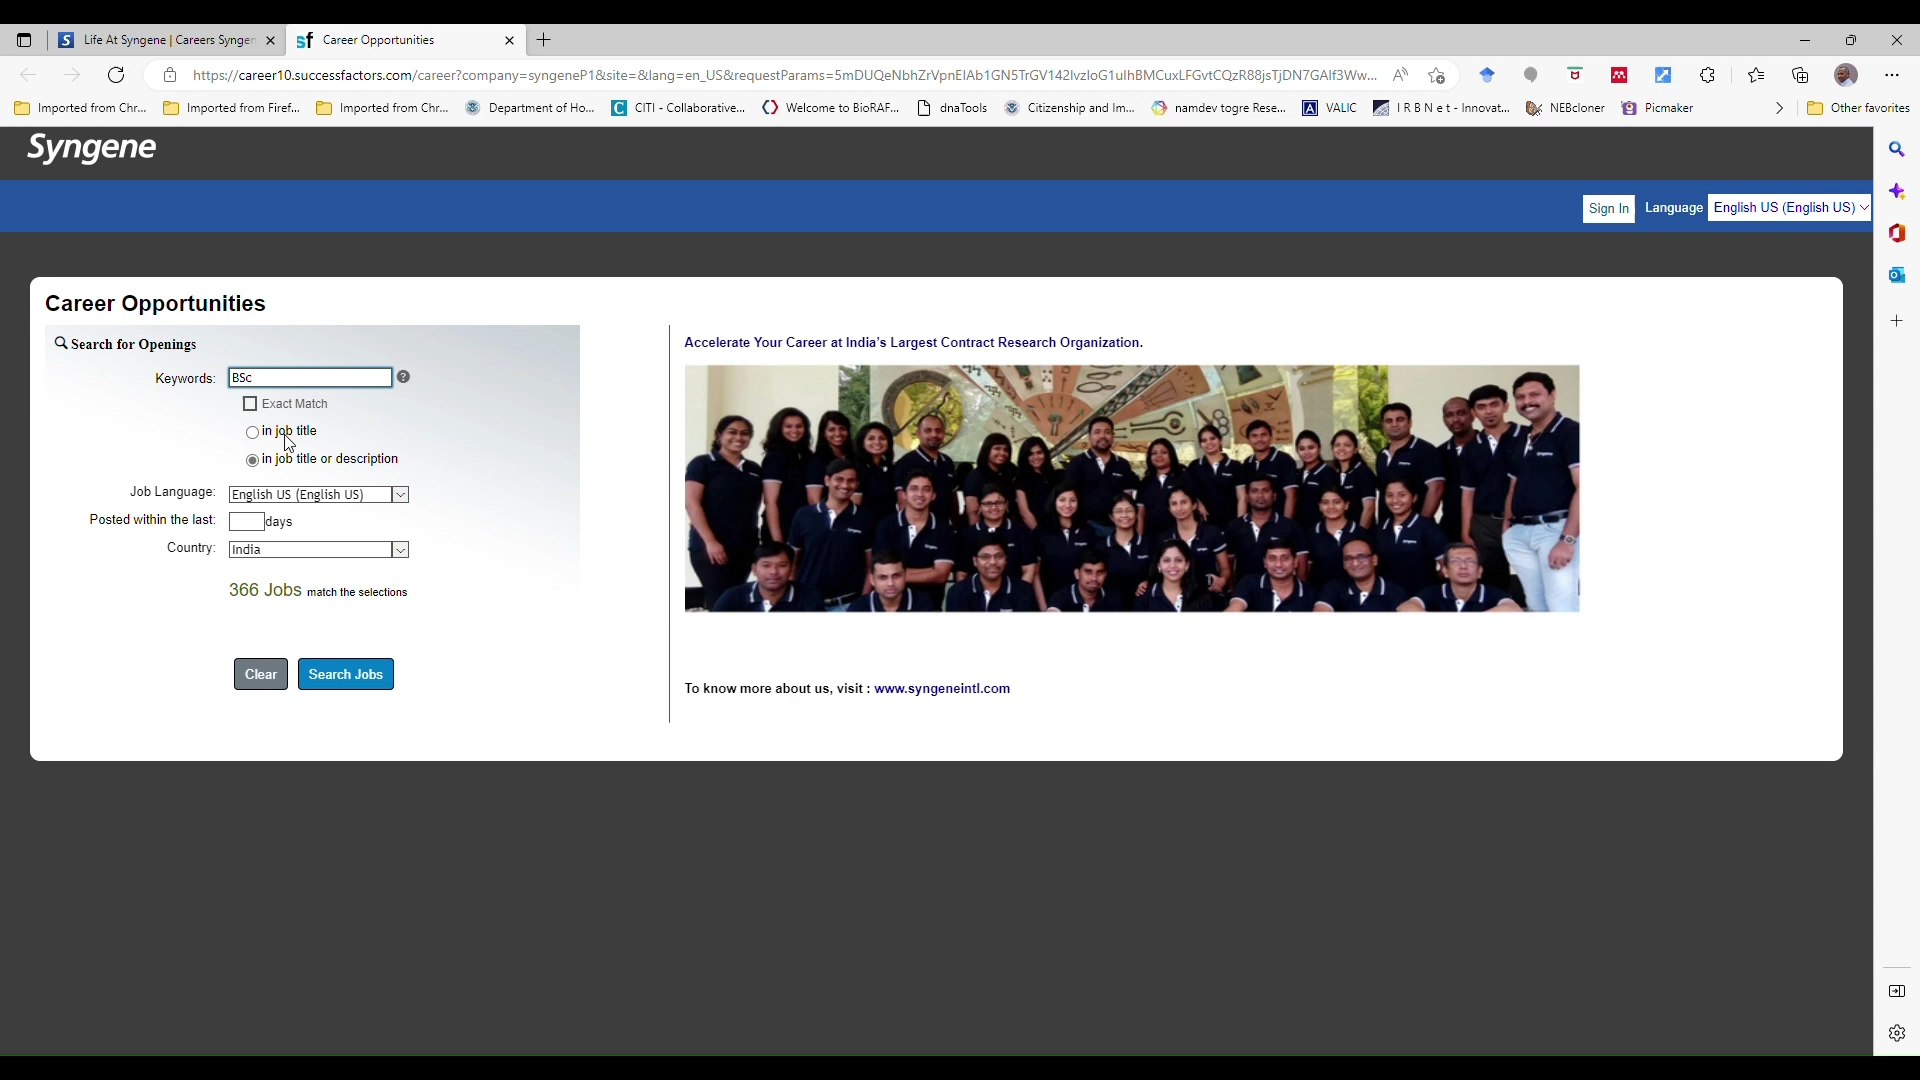 Life At Syngene | Careers Syngen
Career Opportunities
https://career10.successfactors.com/career?company=syngeneP1&site=&lang=en_US&requestParams=5mDUQeNbhZrVpnEIAb1GN5TrGV142IvzIoG1uIhBMCuxLFGvtCQzR88jsTjDN7GAIf3Ww...
Imported from Chr...
Imported from Firef...
Imported from Chr...
Department of Ho...
CITI - Collaborative...
Welcome to BioRAF...
dnaTools
Citizenship and Im...
namdev togre Rese...
VALIC
I R B N e t - Innovat...
NEBcloner
Picmaker
Other favorites
Syngene
Sign In
Language
English US (English US)
Career Opportunities
Search for Openings
Keywords: BSc
Exact Match
in job title
in job title or description
Job Language: English US (English US)
Posted within the last: days
Country: India
366 Jobs match the selections
Clear
Search Jobs
Accelerate Your Career at India's Largest Contract Research Organization.
To know more about us, visit : www.syngeneintl.com